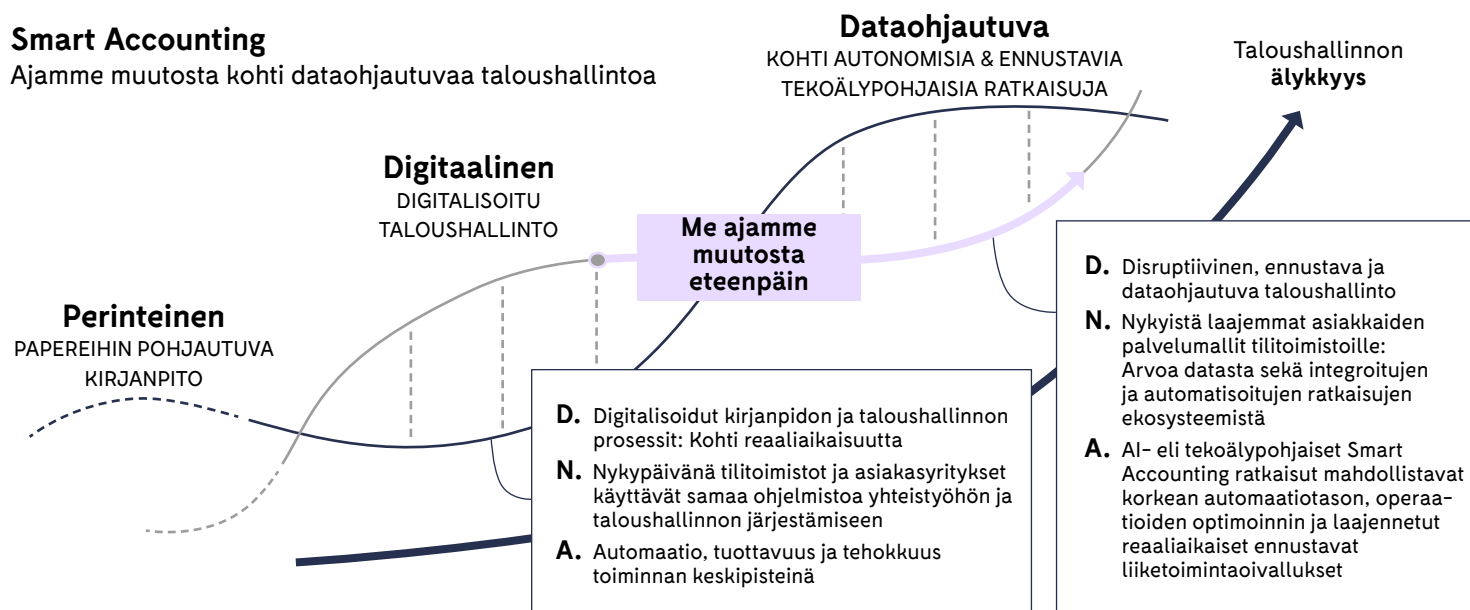 Smart Accounting
Ajamme muutosta kohti dataohjautuvaa taloushallintoa
Perinteinen
PAPEREIHIN POHJAUTUVA
KIRJANPITO
Digitaalinen
DIGITALISOITU
TALOUSHALLINTO
Me ajamme
muutosta
eteenpäin
Dataohjautuva
KOHTI AUTONOMISIA & ENNUSTAVIA
TEKOÄLYPOHJAISIA RATKAISUJA
Taloushallinnon
älykkyys
D. Digitalisoidut kirjanpidon ja taloushallinnon
prosessit: Kohti reaaliaikaisuutta
N. Nykypäivänä tilitoimistot ja asiakasyritykset
käyttävät samaa ohjelmistoa yhteistyöhön ja
taloushallinnon järjestämiseen
A. Automaatio, tuottavuus ja tehokkuus
toiminnan keskipisteinä
D. Disruptiivinen, ennustava ja
dataohjautuva taloushallinto
N. Nykyistä laajemmat asiakkaiden
palvelumallit tilitoimistoille:
Arvoa datasta sekä integroitujen
ja automatisoitujen ratkaisujen
ekosysteemistä
A. AI- eli tekoälypohjaiset Smart
Accounting ratkaisut mahdollistavat
korkean automaatiotason, operaa-
tioiden optimoinnin ja laajennetut
reaaliaikaiset ennustavat
liiketoimintaoivallukset